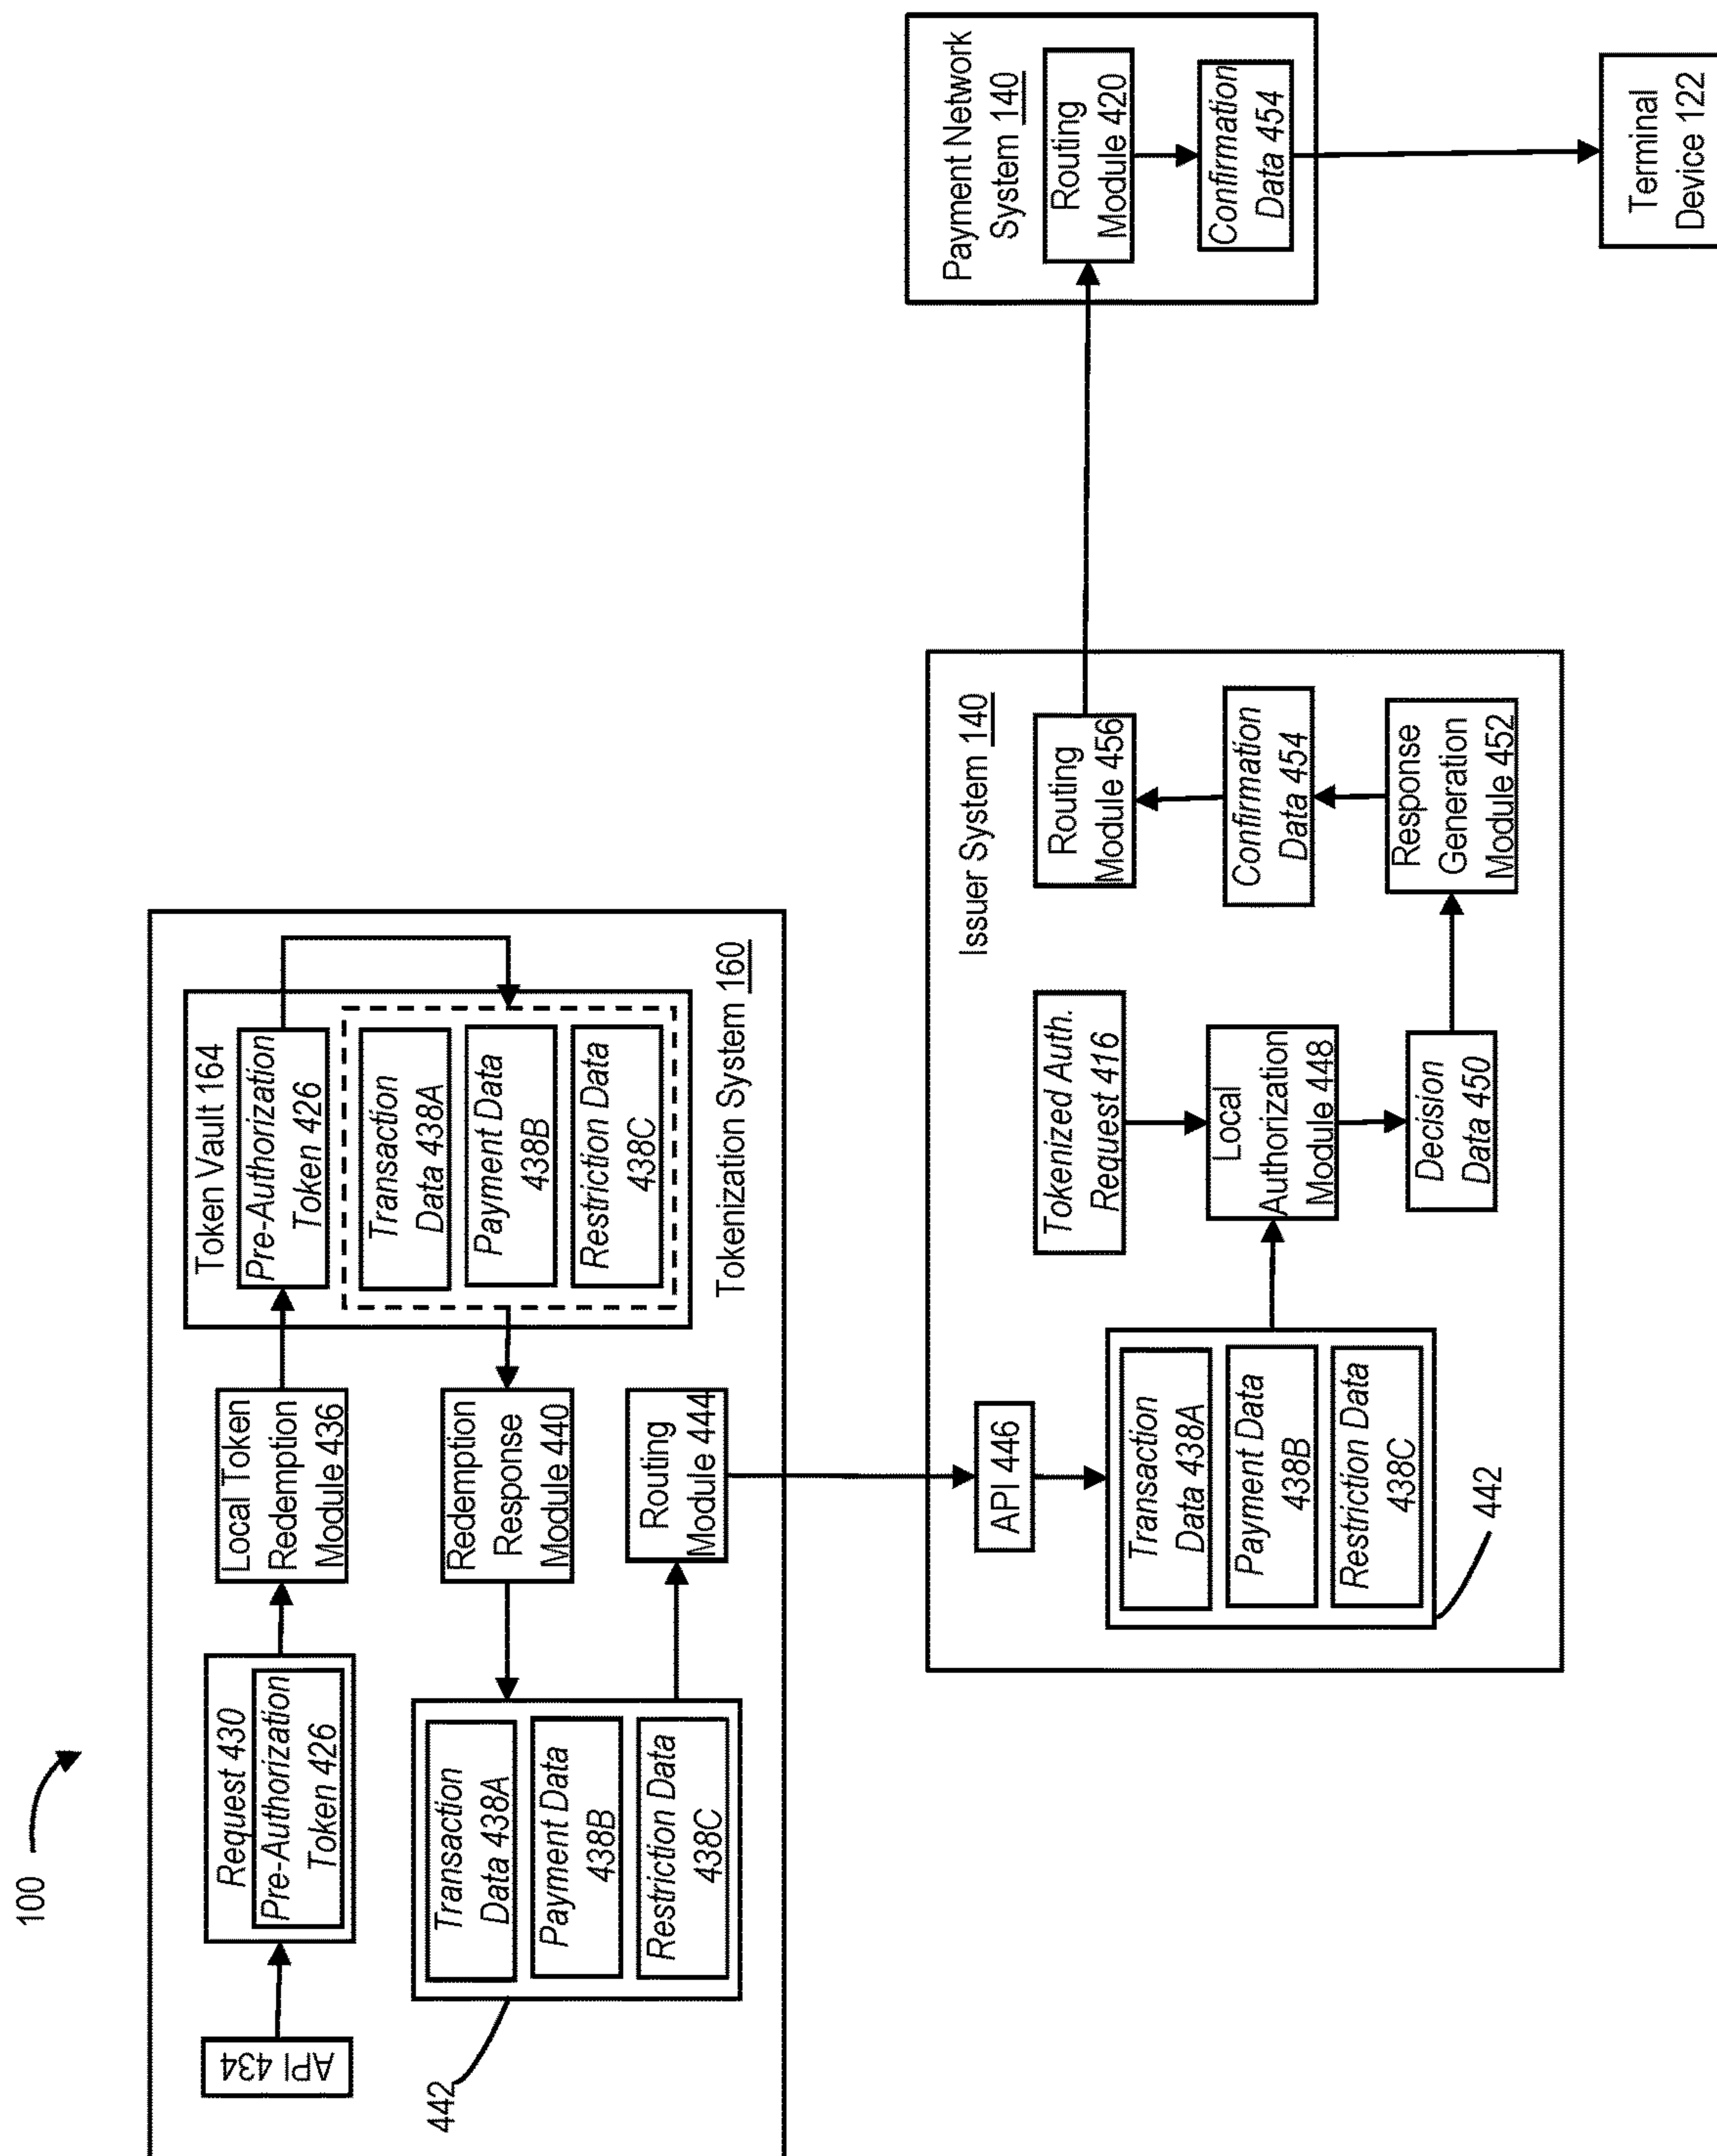 100
API 434
Request 430
Pre-Authorization
Token 426
Local Token
Redemption
Module 436
Token Vault 164
Pre-Authorization
Token 426
Transaction
Data 438A
Payment Data
438B
Restriction Data
438C
Tokenization System 160
Redemption
Response
Module 440
442
Transaction
Data 438A
Payment Data
438B
Restriction Data
438C
Routing
Module 444
Issuer System 140
API 446
Transaction
Data 438A
Payment Data
438B
Restriction Data
438C
442
Tokenized Auth.
Request 416
Local
Authorization
Module 448
Decision
Data 450
Response
Generation
Module 452
Confirmation
Data 454
Routing
Module 456
Payment Network
System 140
Routing
Module 420
Confirmation
Data 454
Terminal
Device 122